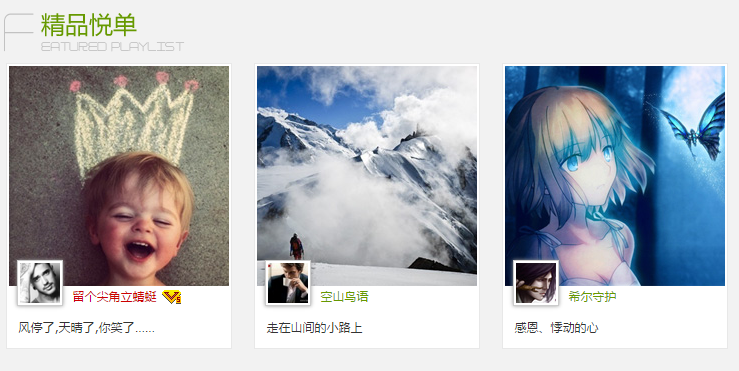 精品悦单
FEATURED PLAYLIST
留个尖角立蜻蜓
风停了,天晴了,你笑了......
空山鸟语
走在山间的小路上
希尔守护
感恩、悸动的心